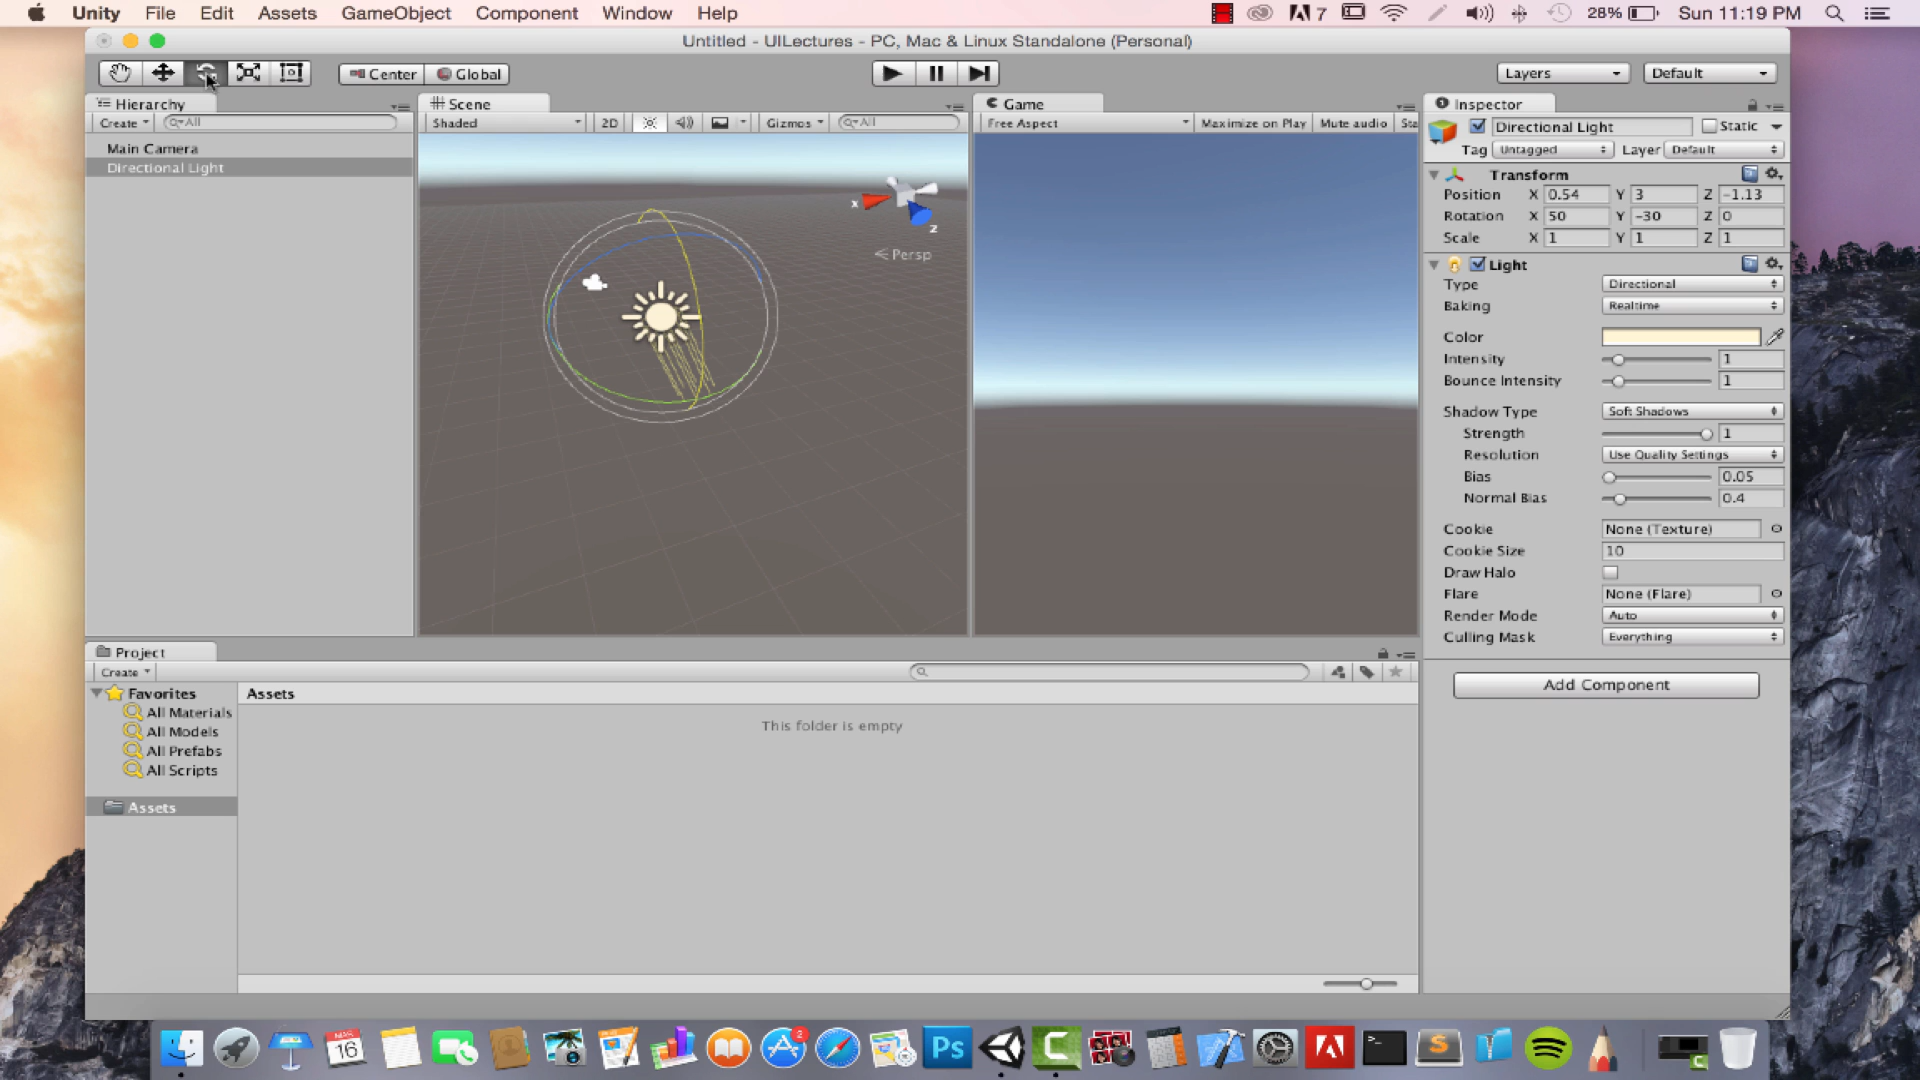 Unity File Edit Assets GameObject Component Window Help 7 28% Sun 11:19 PM
Untitled - UILectures - PC, Mac & Linux Standalone (Personal)
Center Global Layers Default
Hierarchy
Create All
Main Camera
Directional Light
Scene
Shaded 2D Gizmos All
x
z
Persp
Game
Free Aspect Maximize on Play Mute audio Sta
Inspector
Directional Light Static
Tag Untagged Layer Default
Transform
Position X 0.54 Y 3 Z -1.13
Rotation X 50 Y -30 Z 0
Scale X 1 Y 1 Z 1
Light
Type Directional
Baking Realtime
Color
Intensity 1
Bounce Intensity 1
Shadow Type Soft Shadows
Strength 1
Resolution Use Quality Settings
Bias 0.05
Normal Bias 0.4
Cookie None (Texture)
Cookie Size 10
Draw Halo
Flare None (Flare)
Render Mode Auto
Culling Mask Everything
Add Component
Project
Create
Favorites
All Materials
All Models
All Prefabs
All Scripts
Assets
Assets
This folder is empty
16
2
Ps